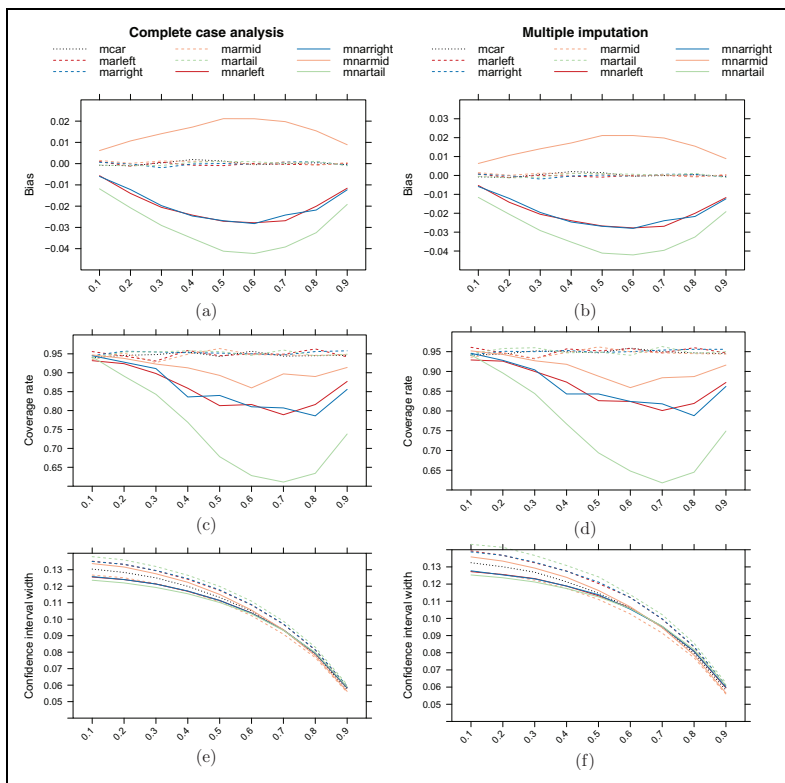 Complete case analysis
mcar marmid mnarright
marleft martail mnarmid
marright mnarleft mnartail
Multiple imputation
mcar marmid mnarright
marleft martail mnarmid
marright mnarleft mnartail
Bias
0.02
0.01
0.00
−0.01
−0.02
−0.03
−0.04
0.1 0.2 0.3 0.4 0.5 0.6 0.7 0.8 0.9
(a)
Bias
0.03
0.02
0.01
0.00
−0.01
−0.02
−0.03
−0.04
0.1 0.2 0.3 0.4 0.5 0.6 0.7 0.8 0.9
(b)
Coverage rate
0.95
0.90
0.85
0.80
0.75
0.70
0.65
0.1 0.2 0.3 0.4 0.5 0.6 0.7 0.8 0.9
(c)
Coverage rate
0.95
0.90
0.85
0.80
0.75
0.70
0.65
0.1 0.2 0.3 0.4 0.5 0.6 0.7 0.8 0.9
(d)
Confidence interval width
0.13
0.12
0.11
0.10
0.09
0.08
0.07
0.06
0.05
0.1 0.2 0.3 0.4 0.5 0.6 0.7 0.8 0.9
(e)
Confidence interval width
0.14
0.13
0.12
0.11
0.10
0.09
0.08
0.07
0.06
0.05
0.1 0.2 0.3 0.4 0.5 0.6 0.7 0.8 0.9
(f)